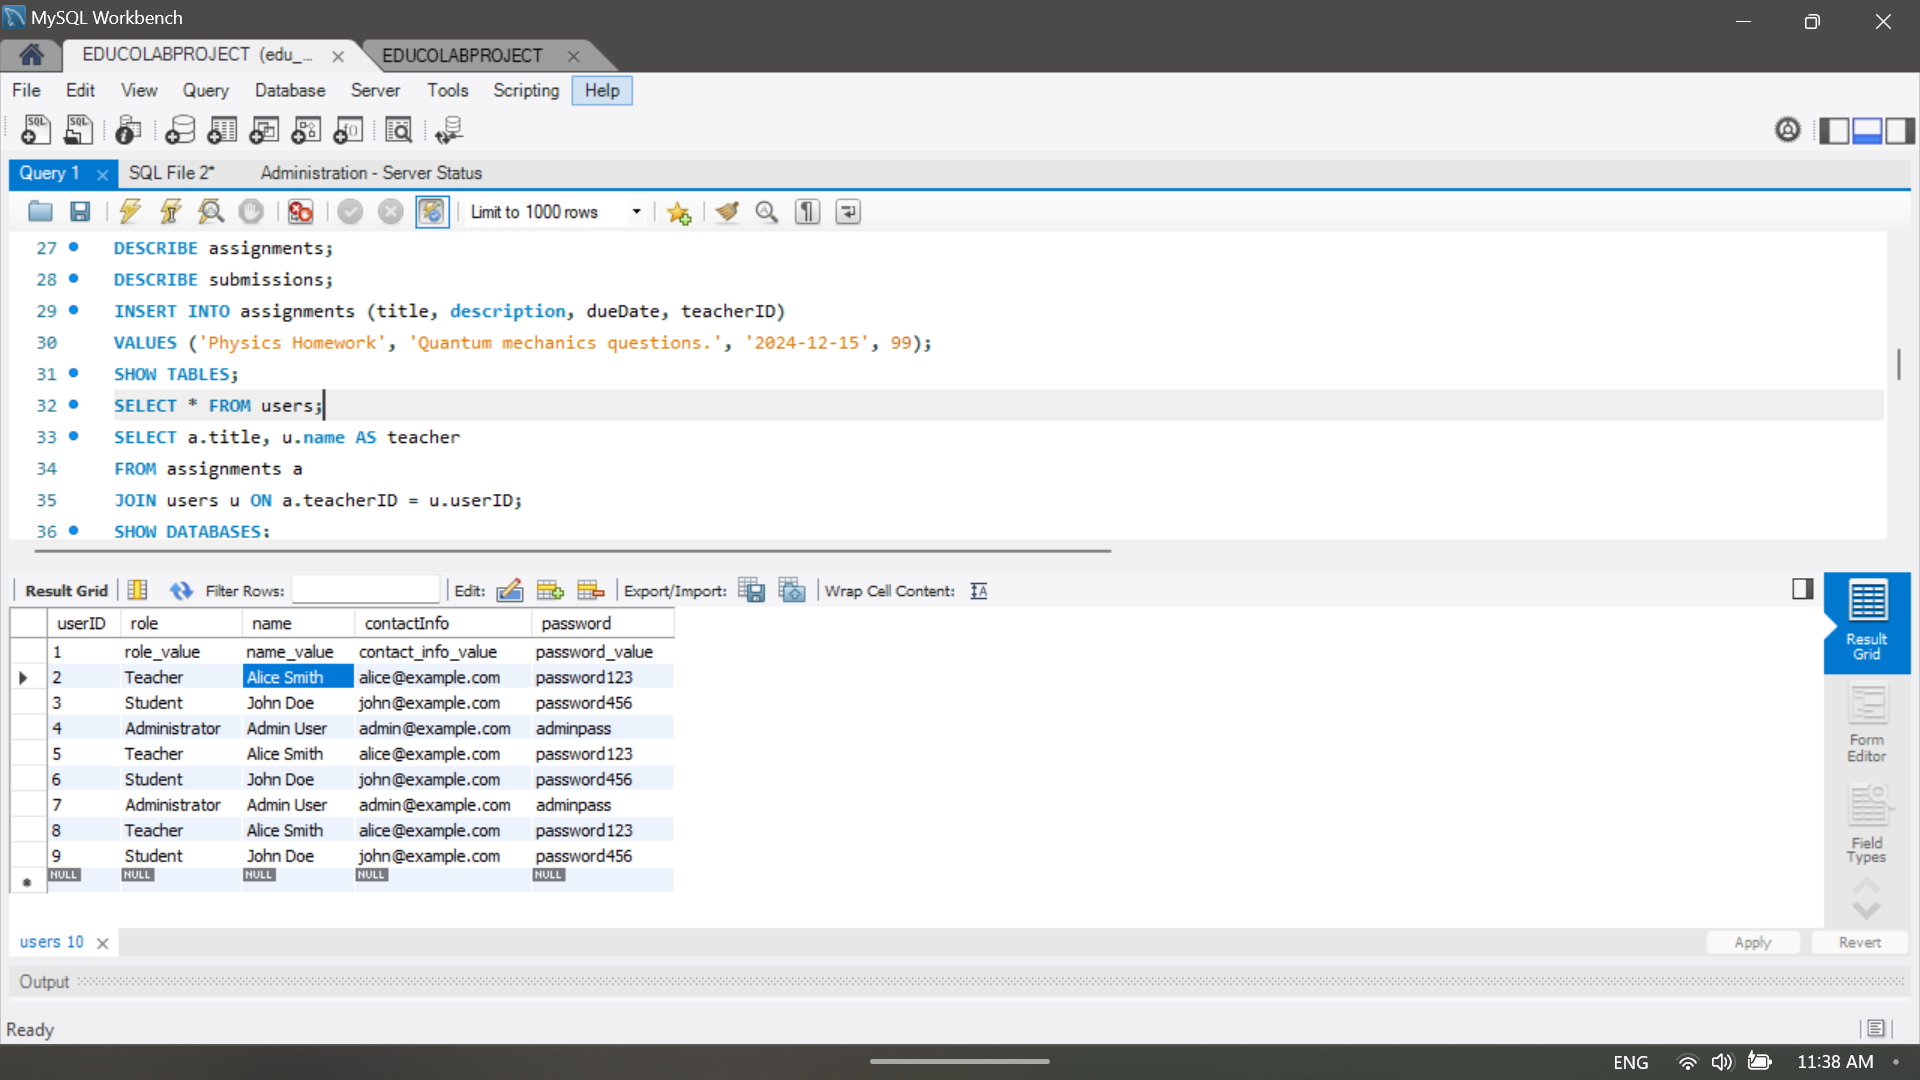 MySQL Workbench
EDUCOLABPROJECT (edu_... EDUCOLABPROJECT
File Edit View Query Database Server Tools Scripting Help
SQL SQL
Query 1 SQL File 2* Administration - Server Status
Limit to 1000 rows
27 DESCRIBE assignments;
28 DESCRIBE submissions;
29 INSERT INTO assignments (title, description, dueDate, teacherID)
30 VALUES ('Physics Homework', 'Quantum mechanics questions.', '2024-12-15', 99);
31 SHOW TABLES;
32 SELECT * FROM users;
33 SELECT a.title, u.name AS teacher
34 FROM assignments a
35 JOIN users u ON a.teacherID = u.userID;
36 SHOW DATABASES;
Result Grid Filter Rows: Edit: Export/Import: Wrap Cell Content:
userID role name contactInfo password
1 role_value name_value contact_info_value password_value
2 Teacher Alice Smith alice@example.com password123
3 Student John Doe john@example.com password456
4 Administrator Admin User admin@example.com adminpass
5 Teacher Alice Smith alice@example.com password123
6 Student John Doe john@example.com password456
7 Administrator Admin User admin@example.com adminpass
8 Teacher Alice Smith alice@example.com password123
9 Student John Doe john@example.com password456
NULL NULL NULL NULL NULL
Result
Grid
Form
Editor
Field
Types
users 10 Apply Revert
Output
Ready
ENG 11:38 AM